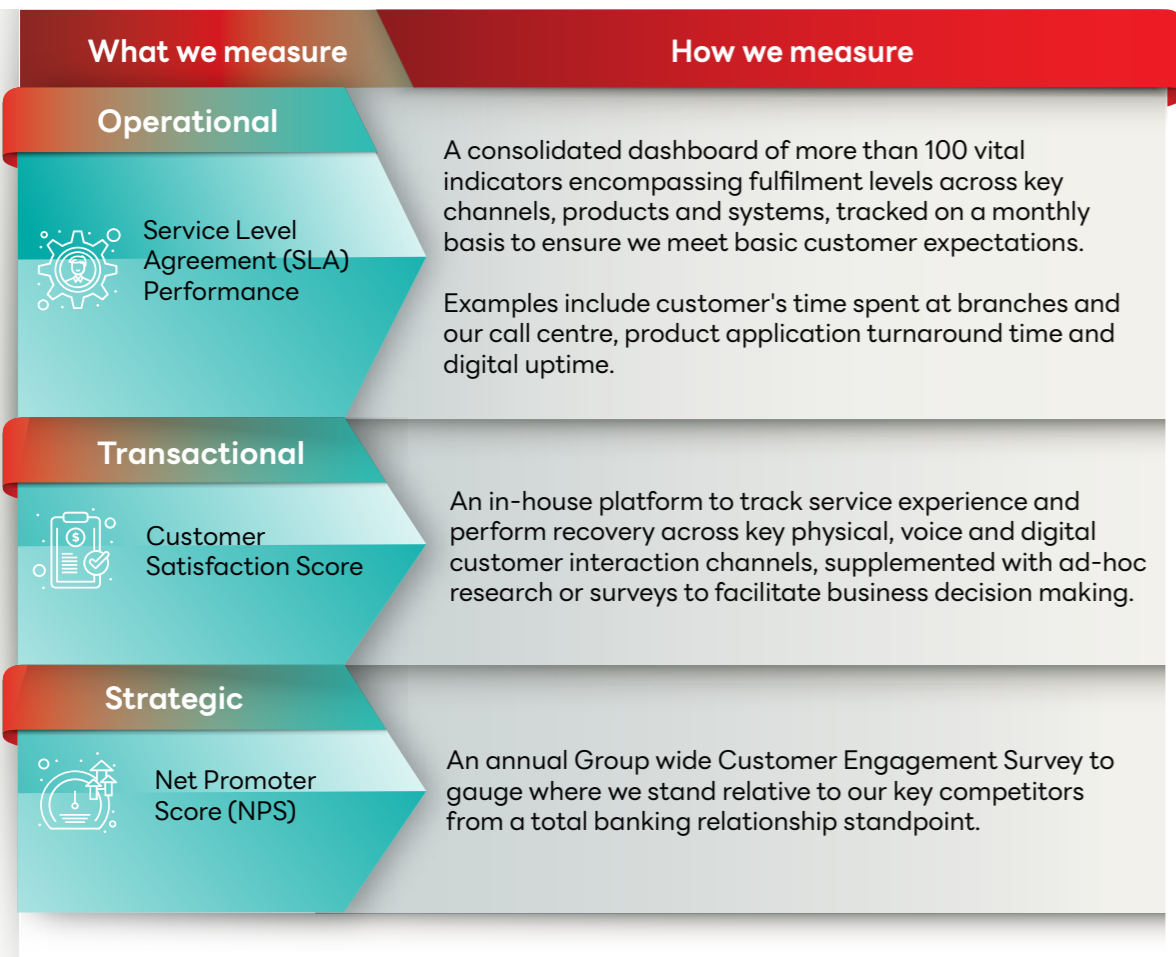 What we measure
How we measure
Operational
Service Level
Agreement (SLA)
Performance
A consolidated dashboard of more than 100 vital
indicators encompassing fulfilment levels across key
channels, products and systems, tracked on a monthly
basis to ensure we meet basic customer expectations.
Examples include customer's time spent at branches and
our call centre, product application turnaround time and
digital uptime.
Transactional
$
Customer
Satisfaction Score
An in-house platform to track service experience and
perform recovery across key physical, voice and digital
customer interaction channels, supplemented with ad-hoc
research or surveys to facilitate business decision making.
Strategic
Net Promoter
Score (NPS)
An annual Group wide Customer Engagement Survey to
gauge where we stand relative to our key competitors
from a total banking relationship standpoint.